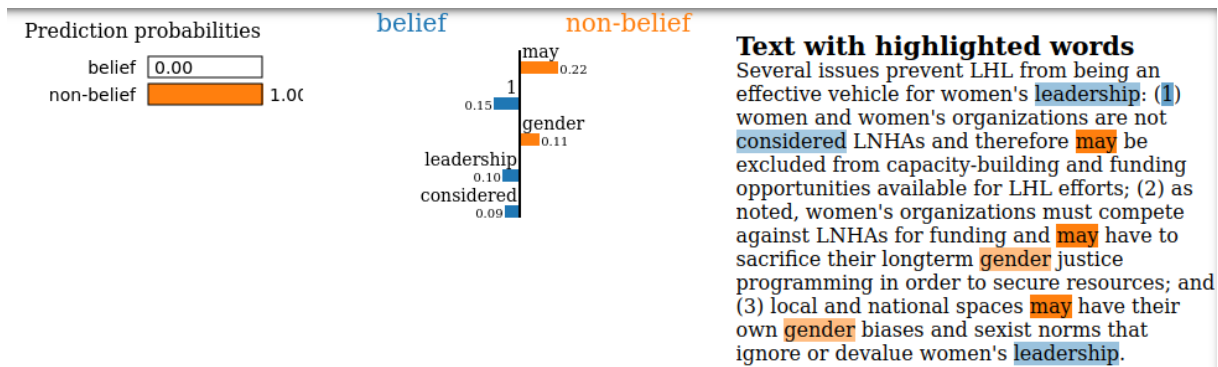 Prediction probabilities
belief 0.00
non-belief 1.00
belief non-belief
may
0.22
1
0.15
gender
0.11
leadership
0.10
considered
0.09
Text with highlighted words
Several issues prevent LHL from being an
effective vehicle for women's leadership: (1)
women and women's organizations are not
considered LNHAs and therefore may be
excluded from capacity-building and funding
opportunities available for LHL efforts; (2) as
noted, women's organizations must compete
against LNHAs for funding and may have to
sacrifice their longterm gender justice
programming in order to secure resources; and
(3) local and national spaces may have their
own gender biases and sexist norms that
ignore or devalue women's leadership.